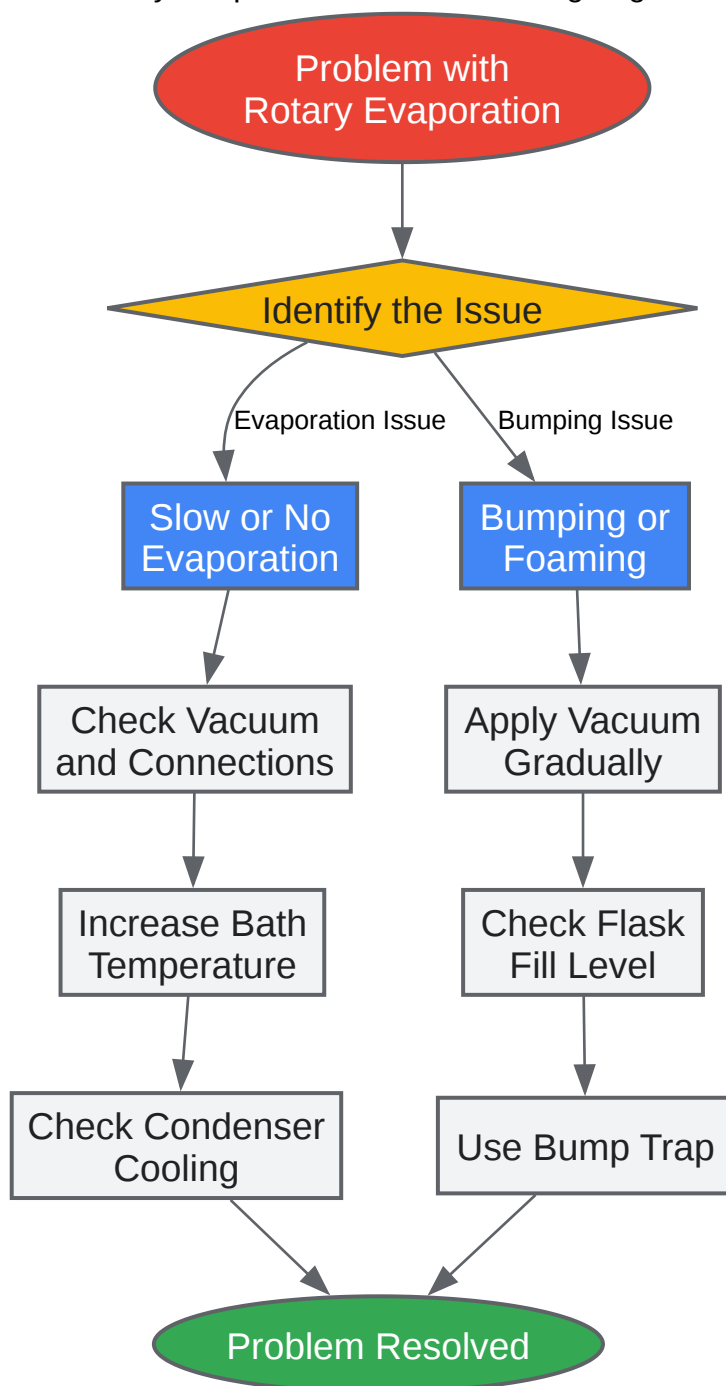 Problem with
Rotary Evaporation
Identify the Issue
Evaporation Issue
Bumping Issue
Slow or No
Evaporation
Bumping or
Foaming
Check Vacuum
and Connections
Apply Vacuum
Gradually
Increase Bath
Temperature
Check Flask
Fill Level
Check Condenser
Cooling
Use Bump Trap
Problem Resolved